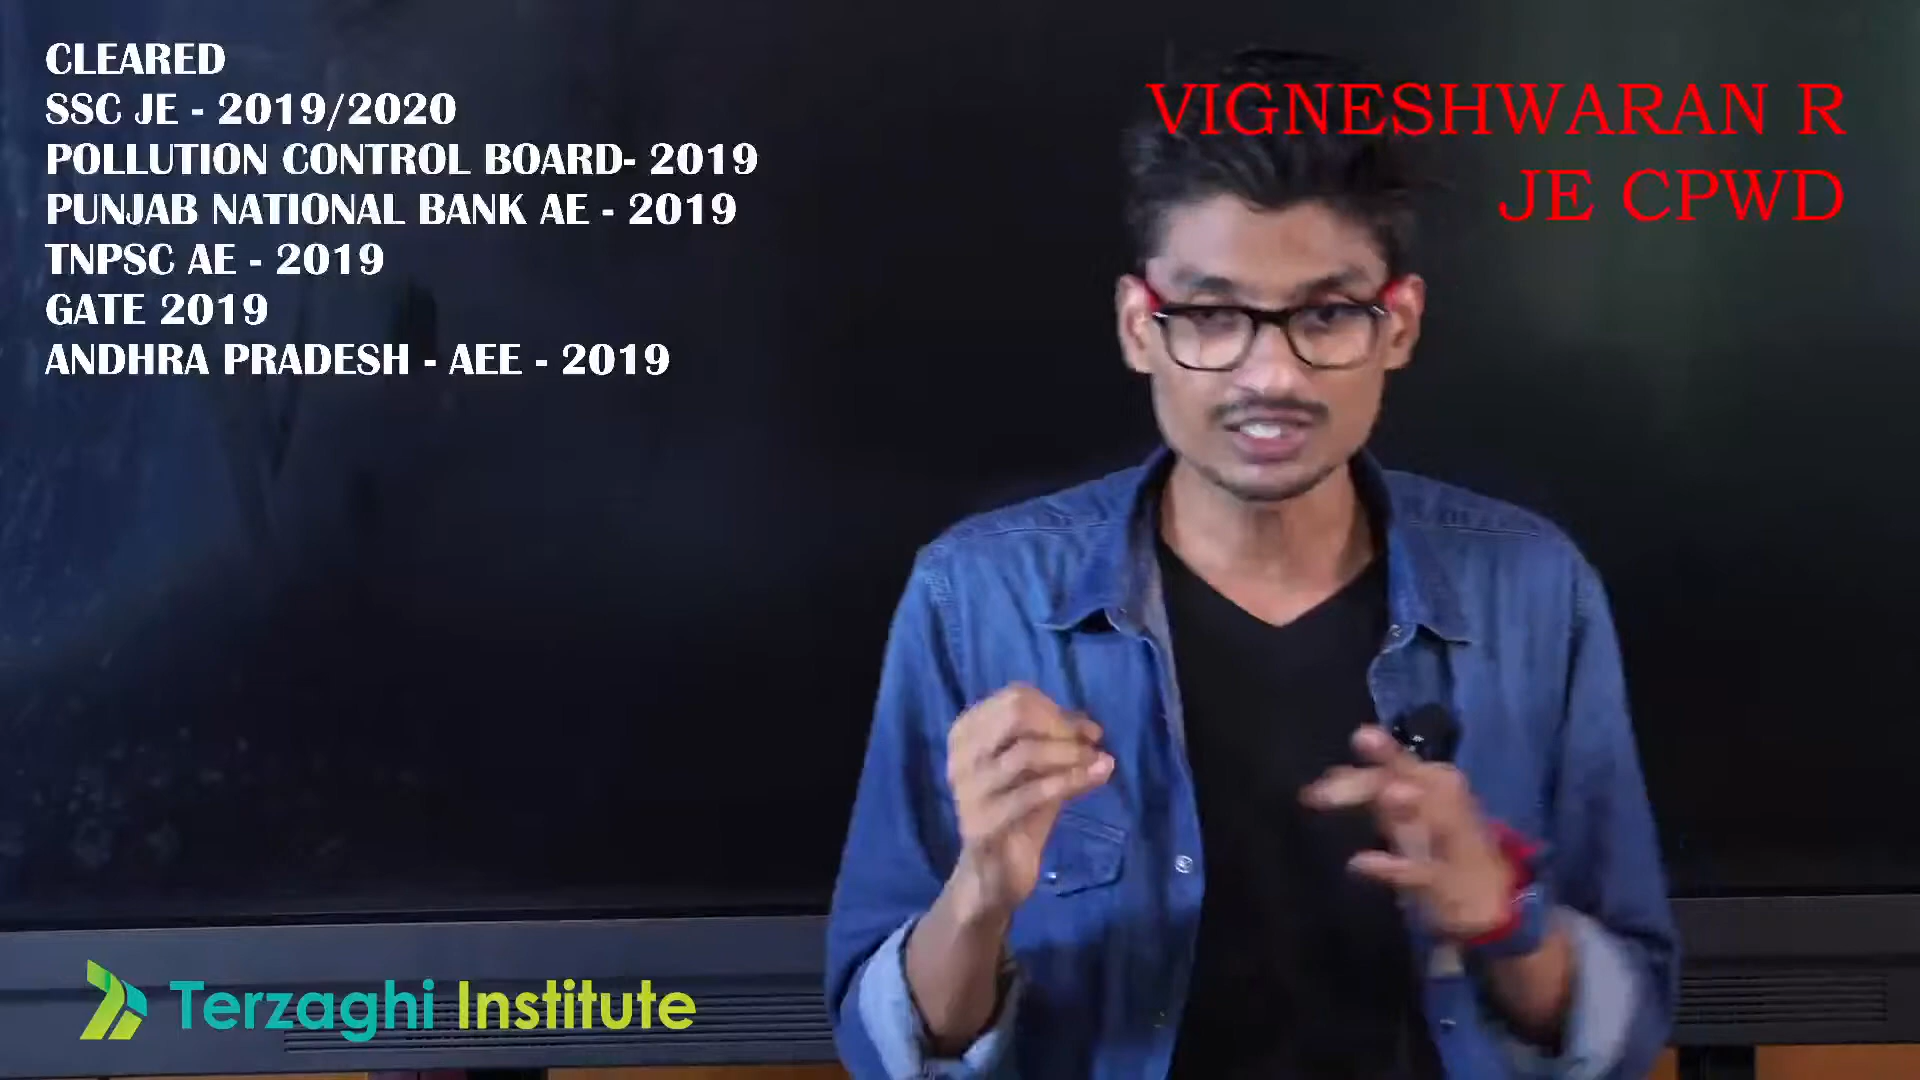 CLEARED
SSC JE - 2019/2020
POLLUTION CONTROL BOARD- 2019
PUNJAB NATIONAL BANK AE - 2019
TNPSC AE - 2019
GATE 2019
ANDHRA PRADESH - AEE - 2019
VIGNESHWARAN R
JE CPWD
Terzaghi Institute